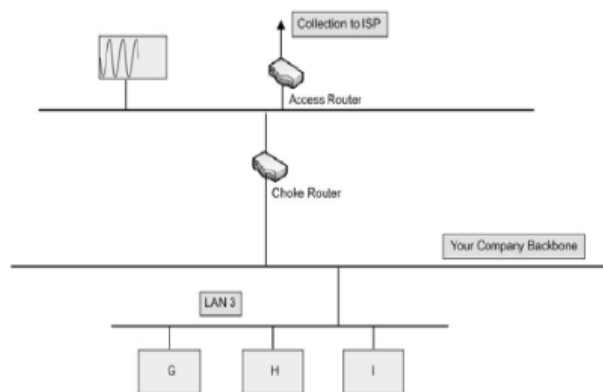 Collection to ISP
Access Router
Choke Router
Your Company Backbone
LAN 3
G
H
I